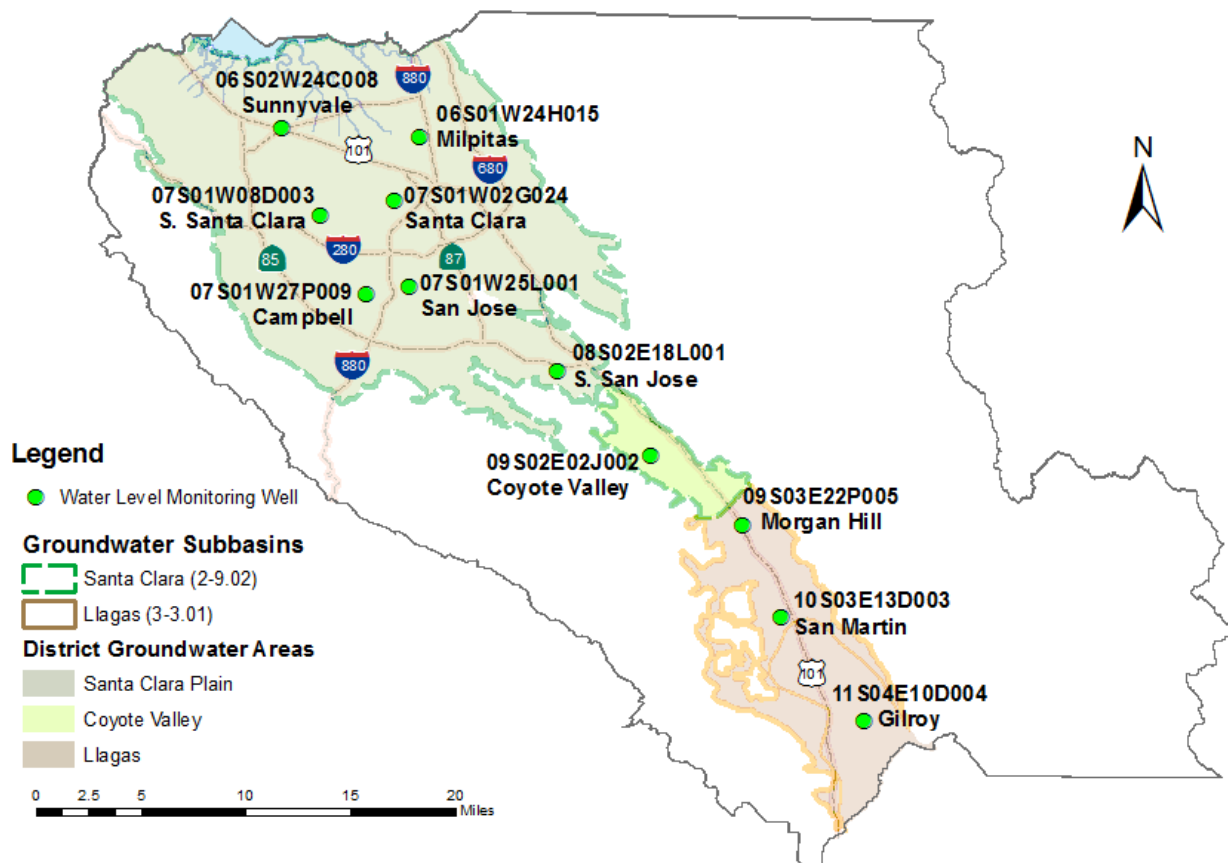 880
06S02W24C008
Sunnyvale
06S01W24H015
Milpitas
101
680
N
07S01W08D003
S. Santa Clara
07S01W02G024
Santa Clara
280
85
87
07S01W27P009
Campbell
07S01W25L001
San Jose
880
08S02E18L001
S. San Jose
09S02E02J002
Coyote Valley
09S03E22P005
Morgan Hill
10S03E13D003
San Martin
101
11S04E10D004
Gilroy
Legend
Water Level Monitoring Well
Groundwater Subbasins
Santa Clara (2-9.02)
Llagas (3-3.01)
District Groundwater Areas
Santa Clara Plain
Coyote Valley
Llagas
0 2.5 5 10 15 20
Miles